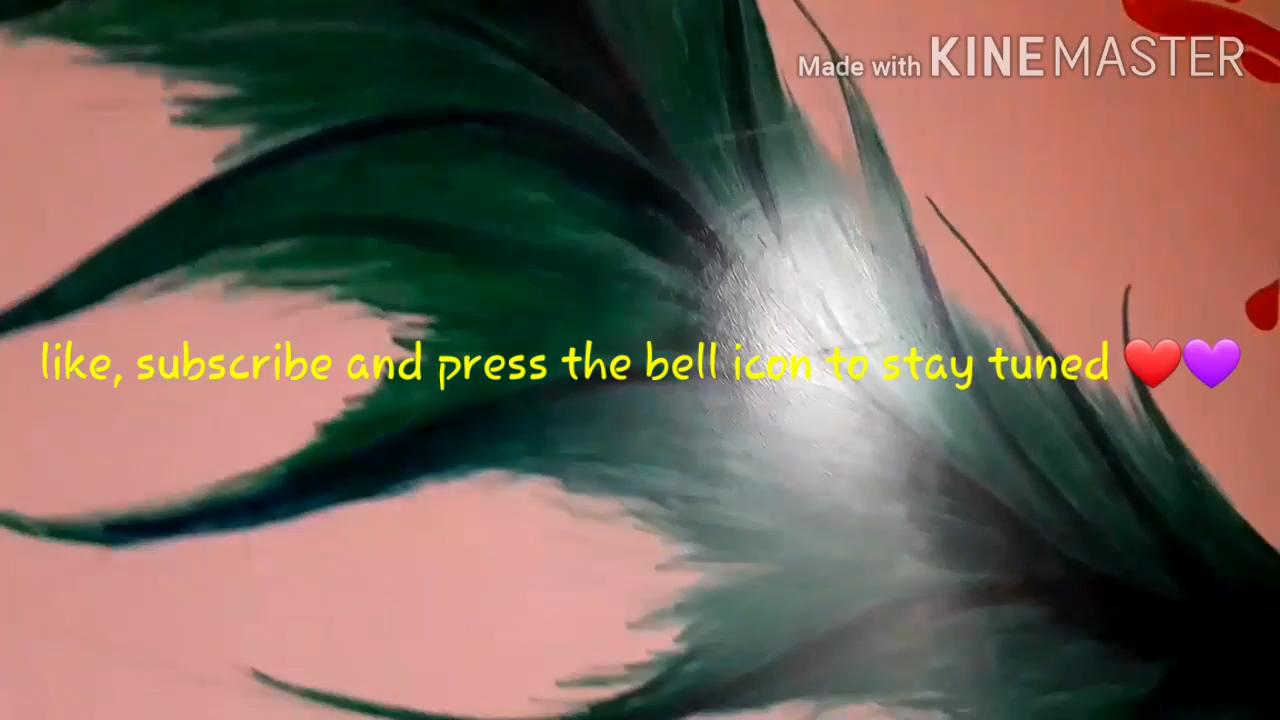 Made with KINEMASTER
like, subscribe and press the bell icon to stay tuned ❤️💜